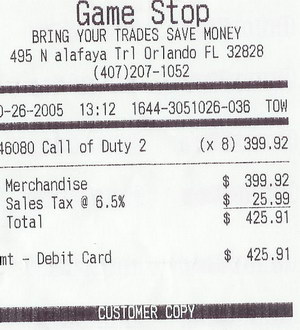 Game Stop
BRING YOUR TRADES SAVE MONEY
495 N alafaya Trl Orlando FL 32828
(407)207-1052
0-26-2005 13:12 1644-3051026-036 TOW
46080 Call of Duty 2 (x 8) 399.92
Merchandise $ 399.92
Sales Tax @ 6.5% $ 25.99
Total $ 425.91
mt - Debit Card $ 425.91
CUSTOMER COPY